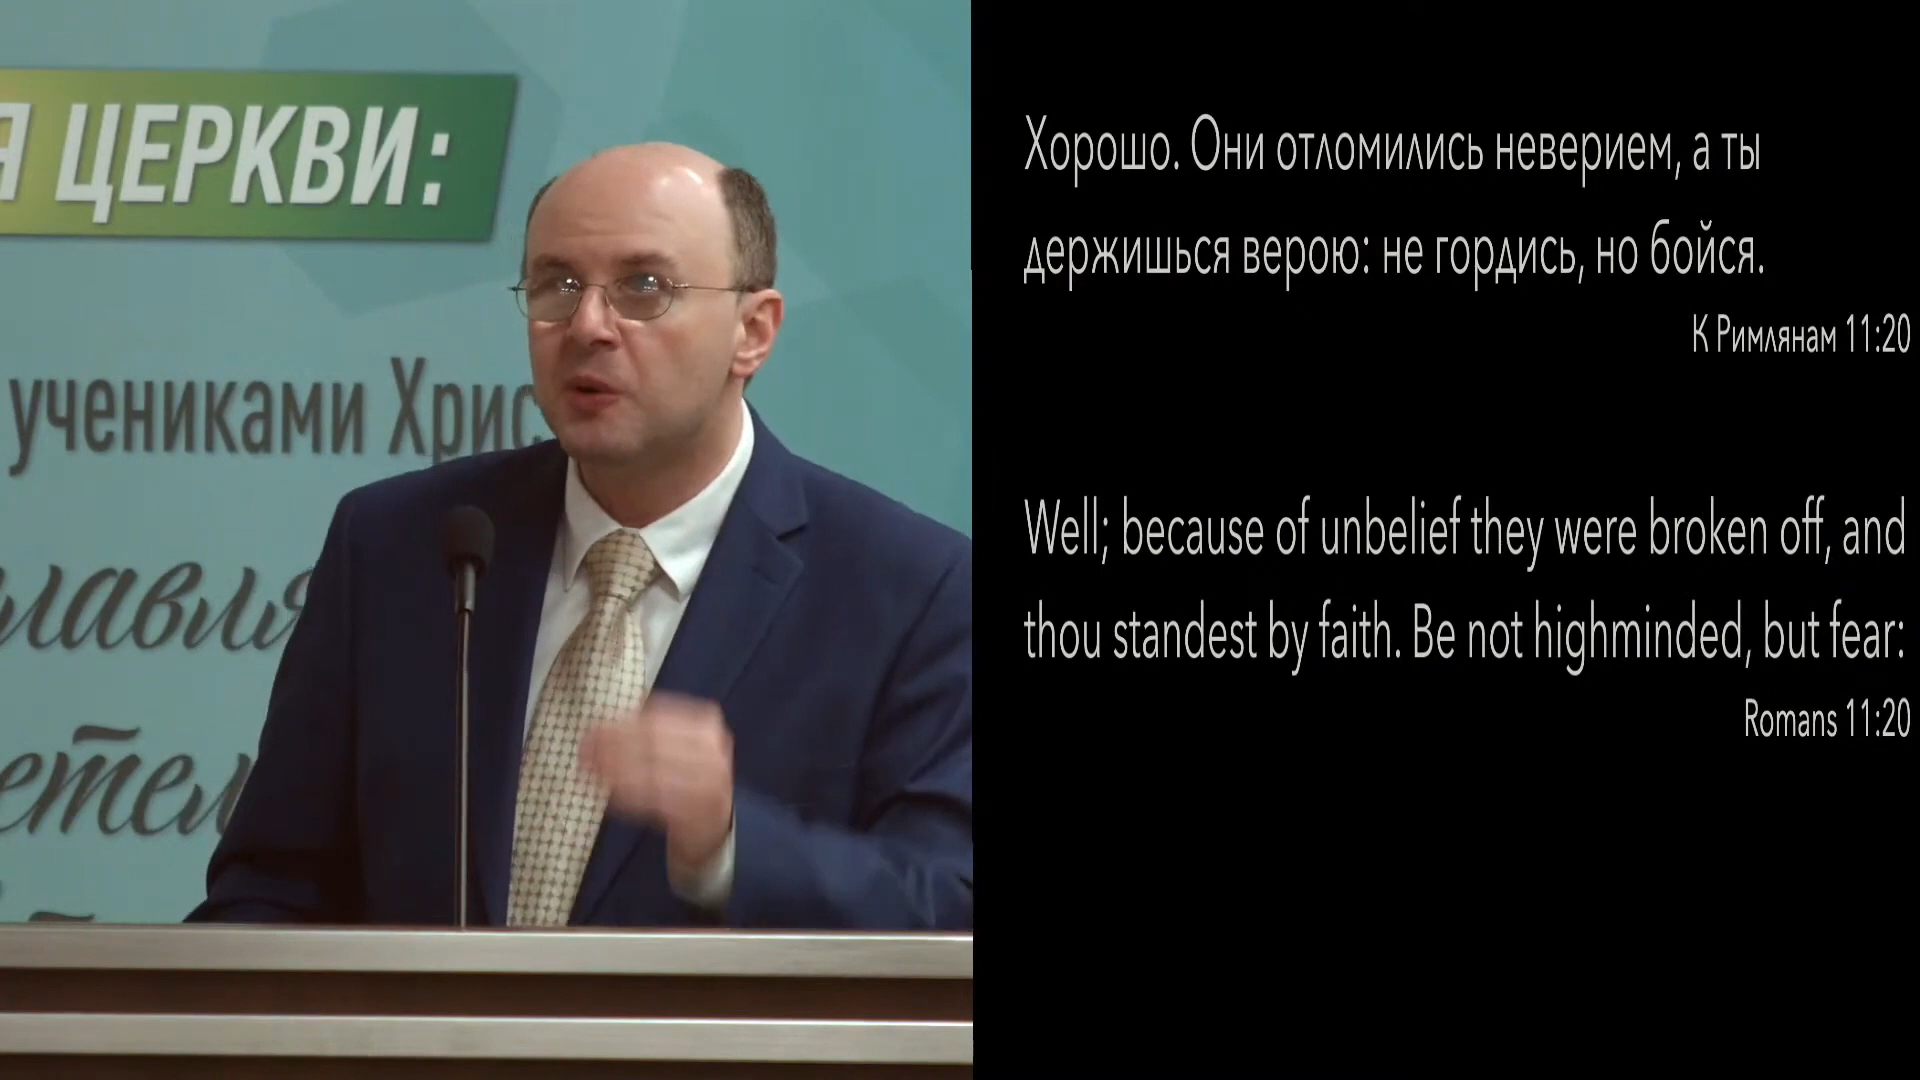 Я ЦЕРКВИ:
учениками Хрис
Хорошо. Они отломились неверием, а ты
держишься верою: не гордись, но бойся.
К Римлянам 11:20
Well; because of unbelief they were broken off, and
thou standest by faith. Be not highminded, but fear:
Romans 11:20